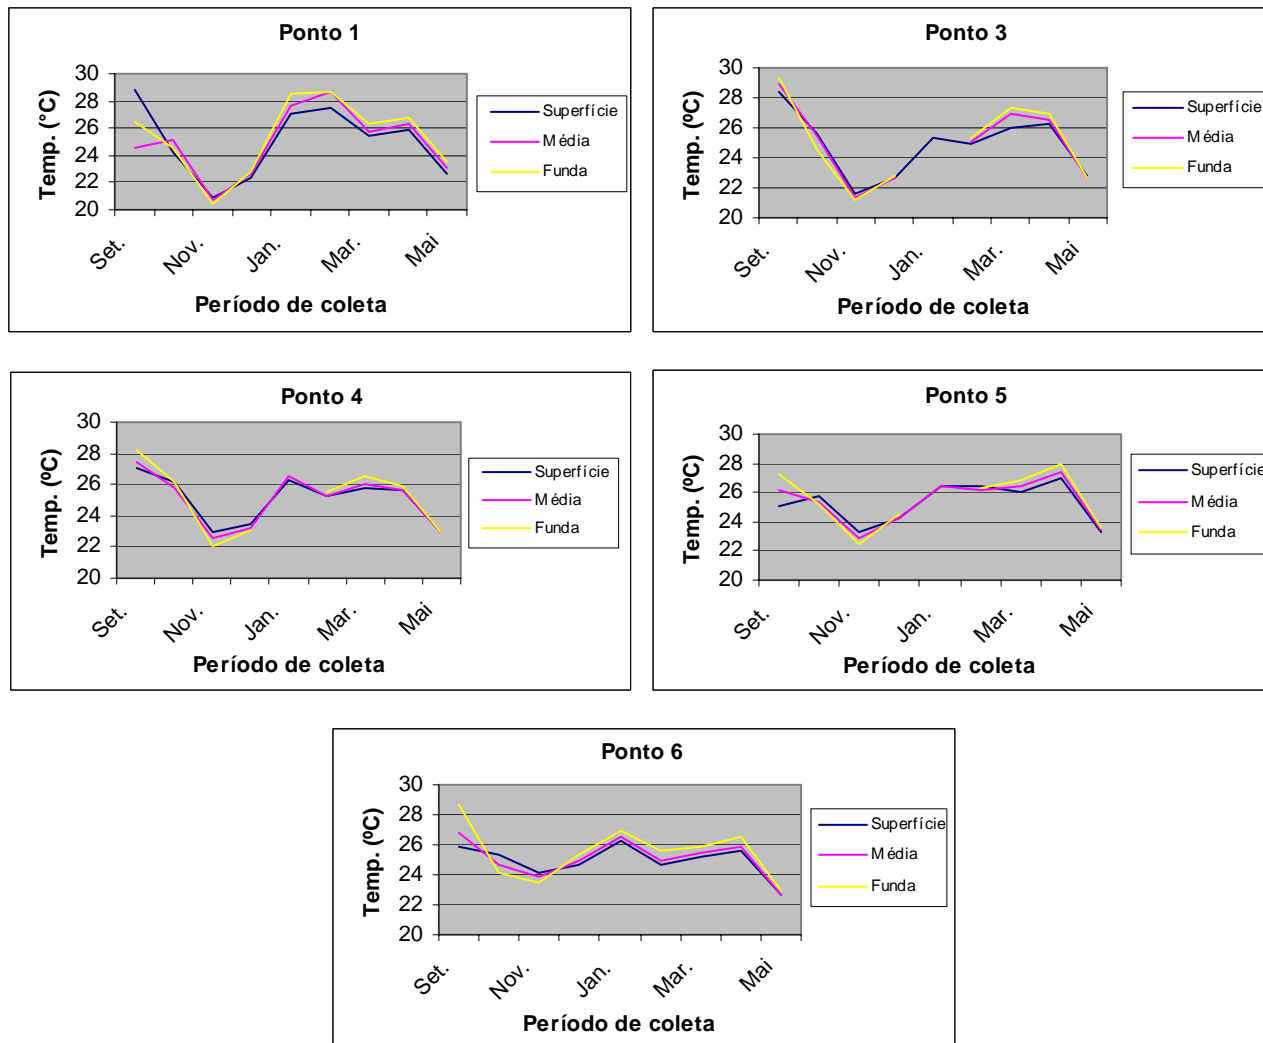 Ponto 1
Temp. (°C)
30
28
26
24
22
20
Set.
Nov.
Jan.
Mar.
Mai
Período de coleta
Superfície
Média
Funda
Ponto 3
Temp. (ºC)
30
28
26
24
22
20
Set.
Nov.
Jan.
Mar.
Mai
Período de coleta
Superfície
Média
Funda
Ponto 4
Temp. (ºC)
30
28
26
24
22
20
Set.
Nov.
Jan.
Mar.
Mai
Período de coleta
Superfície
Média
Funda
Ponto 5
Temp. (ºC)
30
28
26
24
22
20
Set.
Nov.
Jan.
Mar.
Mai
Período de coleta
Superfície
Média
Funda
Ponto 6
Temp. (ºC)
30
28
26
24
22
20
Set.
Nov.
Jan.
Mar.
Mai
Período de coleta
Superfície
Média
Funda